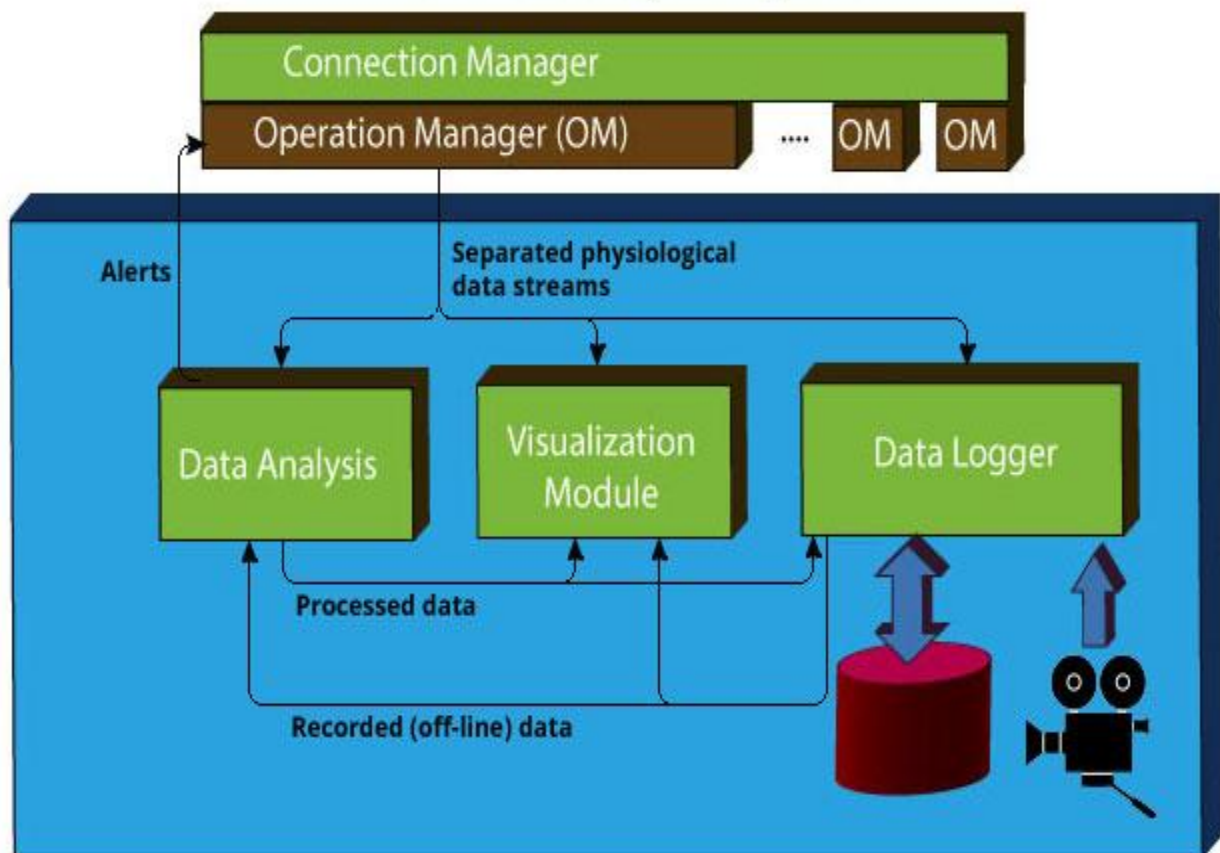 Connection Manager
Operation Manager (OM)
....
OM
OM
Alerts
Separated physiological
data streams
Data Analysis
Visualization
Module
Data Logger
Processed data
Recorded (off-line) data